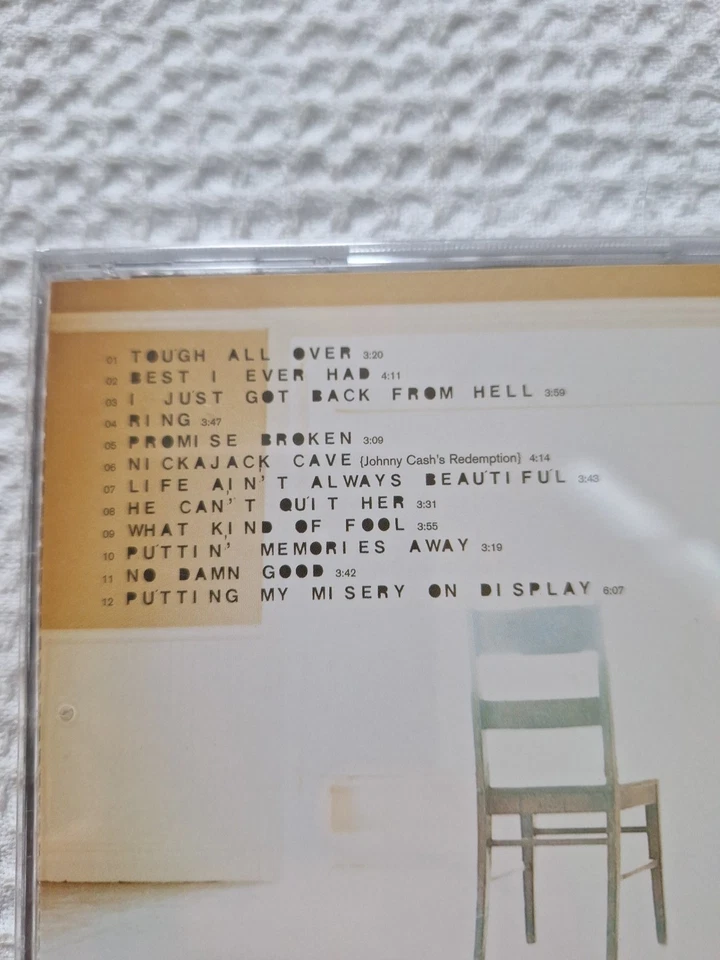 01 TOUGH ALL OVER 3:20
02 BEST I EVER HAD 4:11
03 I JUST GOT BACK FROM HELL 3:59
04 RING 3:47
05 PROMISE BROKEN 3:09
06 NICKAJACK CAVE {Johnny Cash's Redemption} 4:14
07 LIFE AIN'T ALWAYS BEAUTIFUL 3:43
08 HE CAN'T QUIT HER 3:31
09 WHAT KIND OF FOOL 3:55
10 PUTTIN' MEMORIES AWAY 3:19
11 NO DAMN GOOD 3:42
12 PUTTING MY MISERY ON DISPLAY 6:07